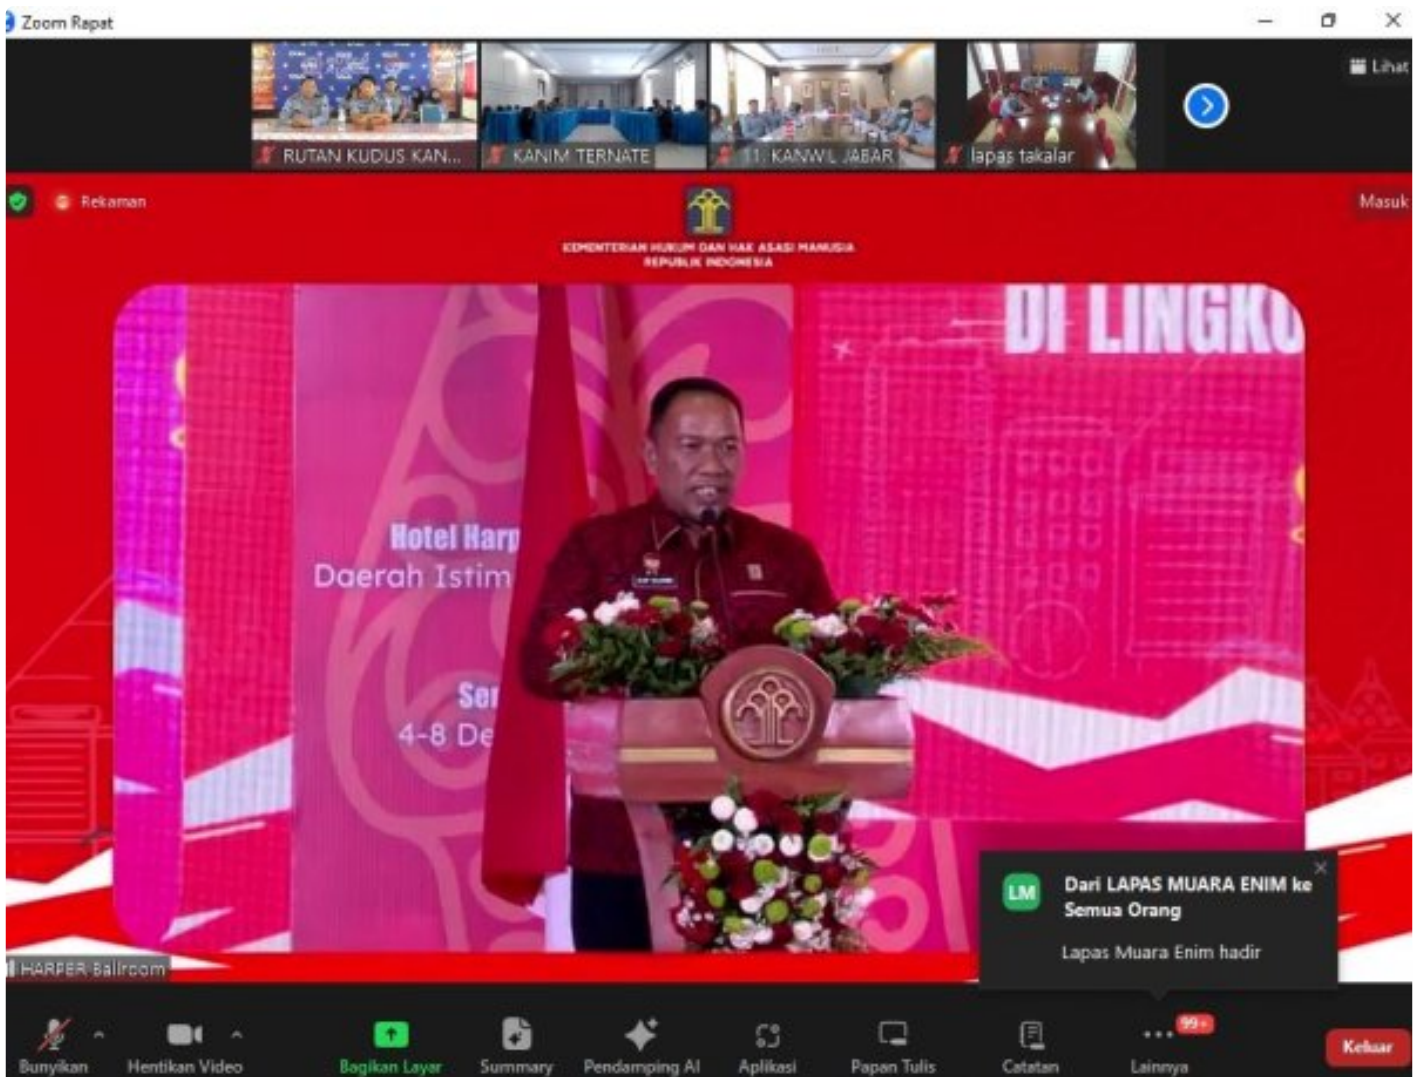 Zoom Rapat
Lihat
RUTAN KUDUS KAN...
KANIM TERNATE
11. KANWIL JABAR
lapas takalar
Rekaman
Masuk
KEMENTERIAN HUKUM DAN HAK ASASI MANUSIA
REPUBLIK INDONESIA
DI LINGKU
Hotel Harp
Daerah Istim
Sen
4-8 De
LM
Dari LAPAS MUARA ENIM ke
Semua Orang
Lapas Muara Enim hadir
HARPER Ballroom
99+
Bunyikan
Hentikan Video
Bagikan Layar
Summary
Pendamping AI
Aplikasi
Papan Tulis
Catatan
Lainnya
Keluar